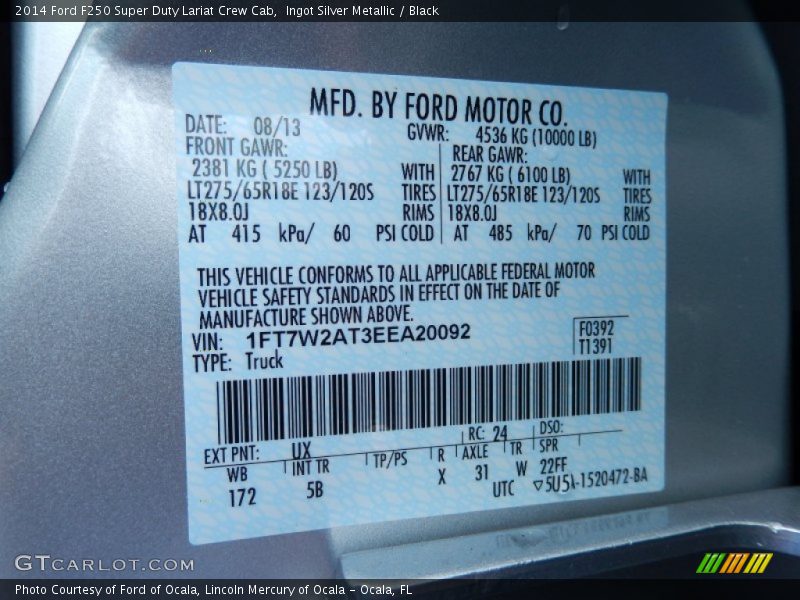 2014 Ford F250 Super Duty Lariat Crew Cab, Ingot Silver Metallic / Black
MFD. BY FORD MOTOR CO.
DATE: 08/13 GVWR: 4536 KG (10000 LB)
FRONT GAWR: REAR GAWR:
2381 KG ( 5250 LB) WITH 2767 KG ( 6100 LB) WITH
LT275/65R18E 123/120S TIRES LT275/65R18E 123/120S TIRES
18X8.0J RIMS 18X8.0J RIMS
AT 415 kPa/ 60 PSI COLD AT 485 kPa/ 70 PSI COLD
THIS VEHICLE CONFORMS TO ALL APPLICABLE FEDERAL MOTOR
VEHICLE SAFETY STANDARDS IN EFFECT ON THE DATE OF
MANUFACTURE SHOWN ABOVE.
VIN: 1FT7W2AT3EEA20092 F0392
TYPE: Truck T1391
EXT PNT: UX RC: 24 DSO:
WB INT TR TP/PS R AXLE TR SPR
172 5B X 31 W 22FF
UTC ▽5U5A-1520472-BA
GTCARLOT.COM
Photo Courtesy of Ford of Ocala, Lincoln Mercury of Ocala - Ocala, FL